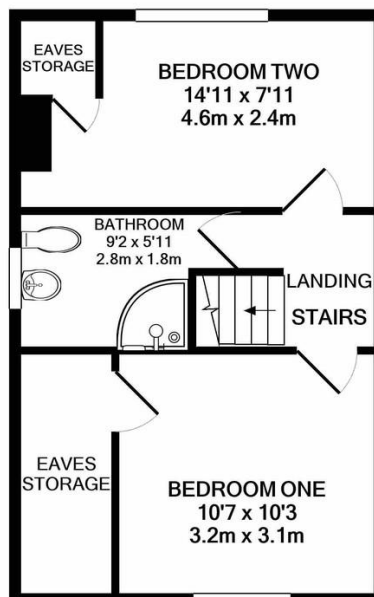 EAVES
STORAGE
BEDROOM TWO
14'11 x 7'11
4.6m x 2.4m
BATHROOM
9'2 x 5'11
2.8m x 1.8m
LANDING
STAIRS
EAVES
STORAGE
BEDROOM ONE
10'7 x 10'3
3.2m x 3.1m